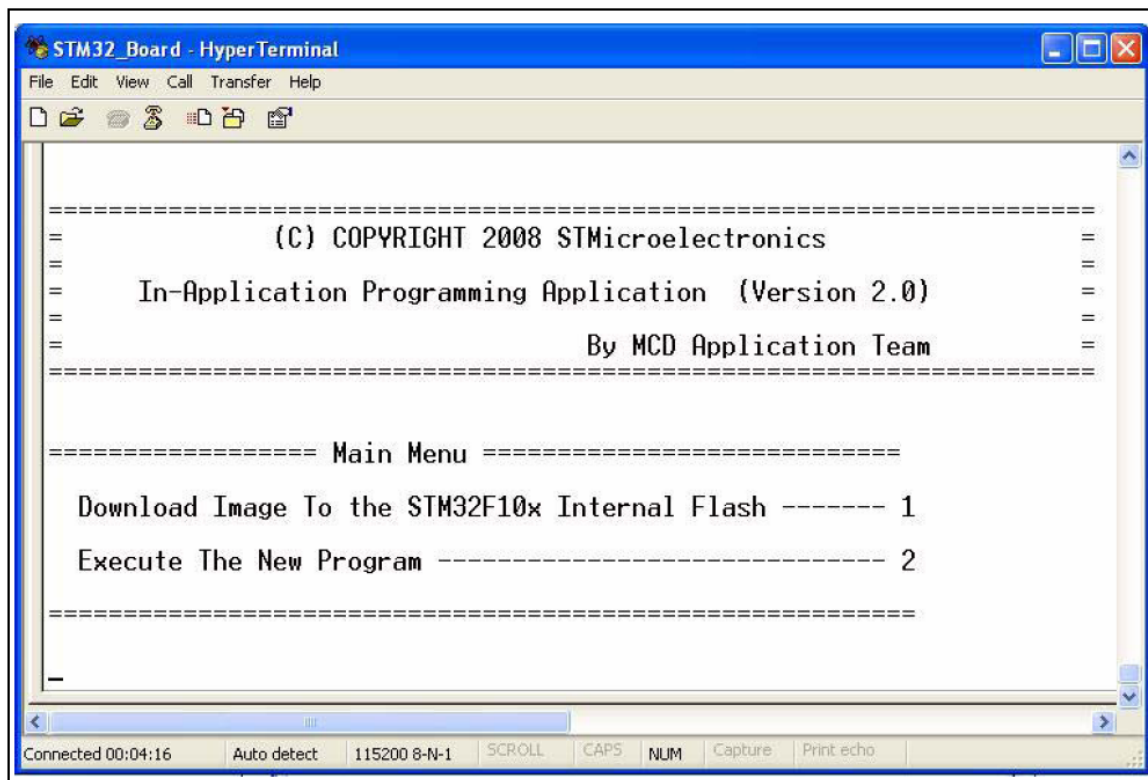 STM32_Board - HyperTerminal
File Edit View Call Transfer Help
======================================================================
= (C) COPYRIGHT 2008 STMicroelectronics =
= =
= In-Application Programming Application (Version 2.0) =
= =
= By MCD Application Team =
======================================================================
================== Main Menu ============================
Download Image To the STM32F10x Internal Flash ------- 1
Execute The New Program ------------------------------ 2
==========================================================
_
Connected 00:04:16 Auto detect 115200 8-N-1 SCROLL CAPS NUM Capture Print echo